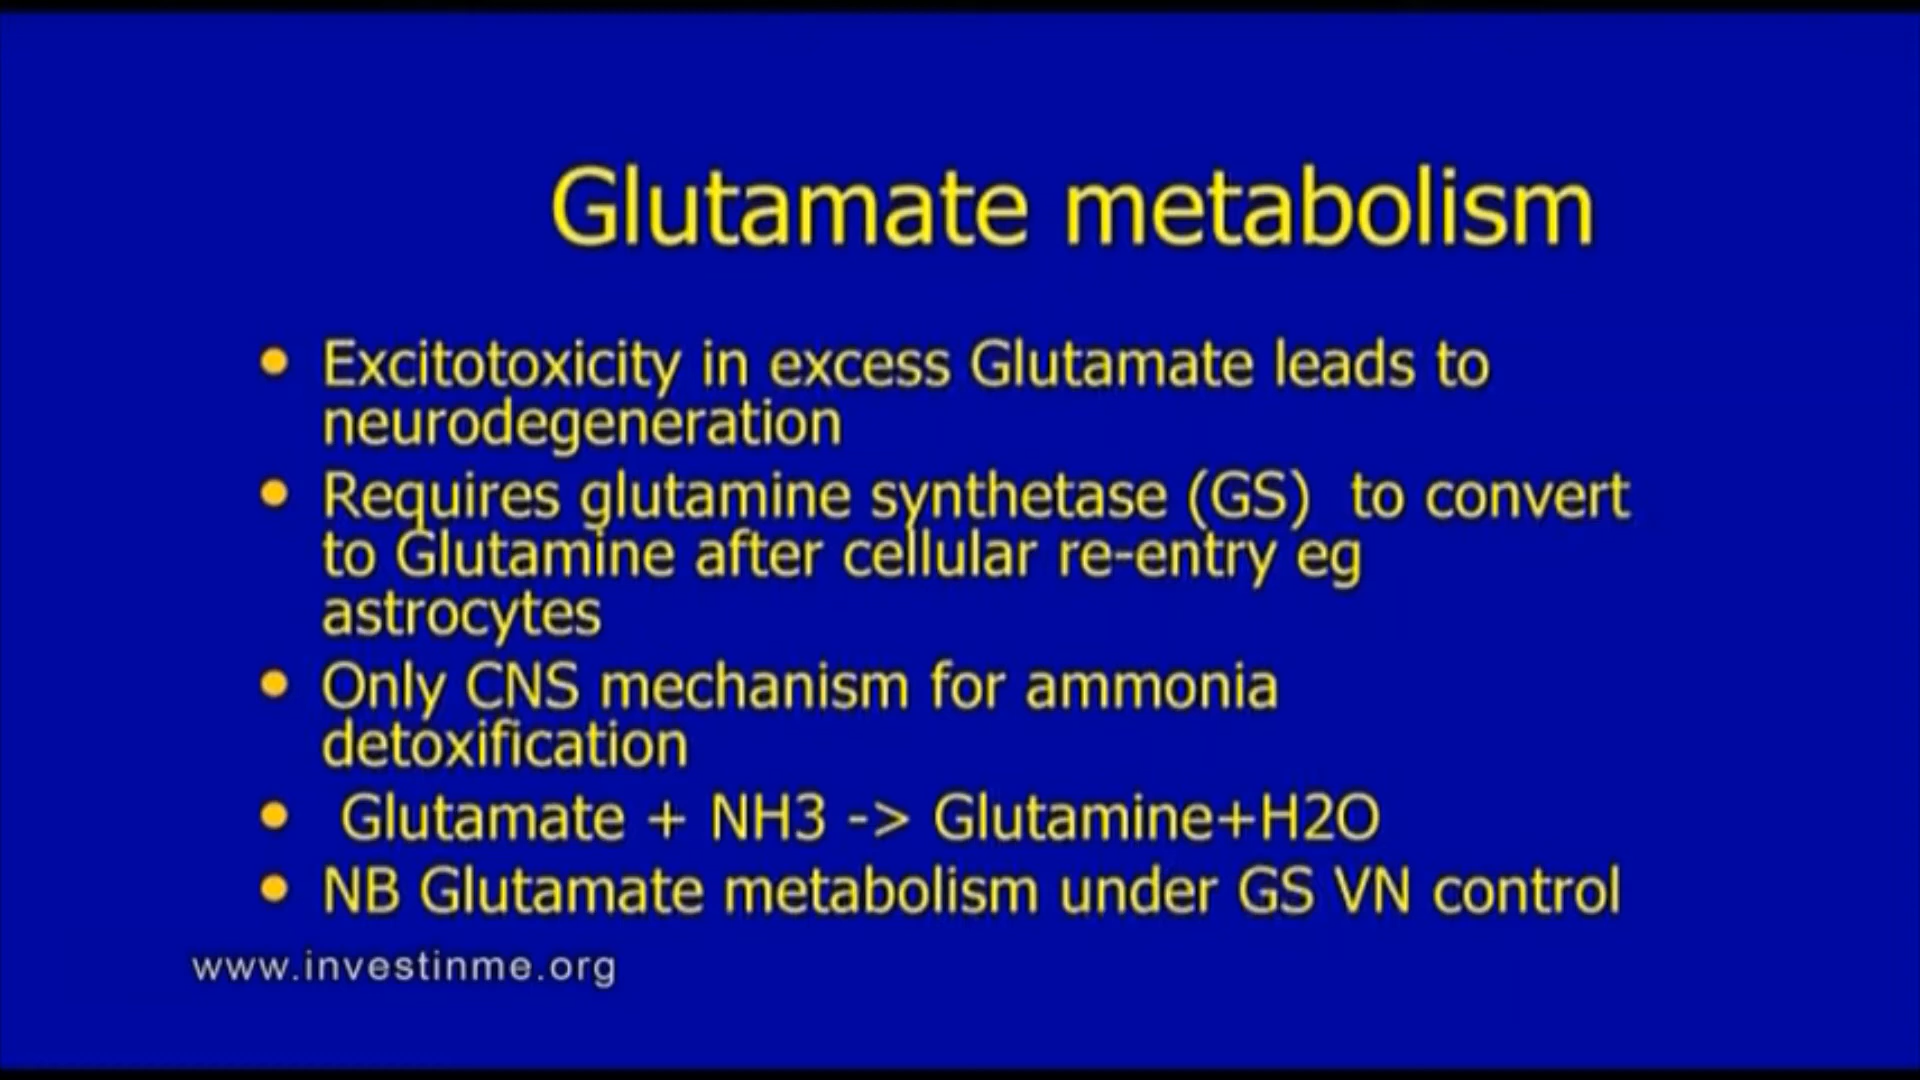 Glutamate metabolism
• Excitotoxicity in excess Glutamate leads to
neurodegeneration
• Requires glutamine synthetase (GS)  to convert
to Glutamine after cellular re-entry eg
astrocytes
• Only CNS mechanism for ammonia
detoxification
•  Glutamate + NH3 -> Glutamine+H2O
• NB Glutamate metabolism under GS VN control
www.investinme.org